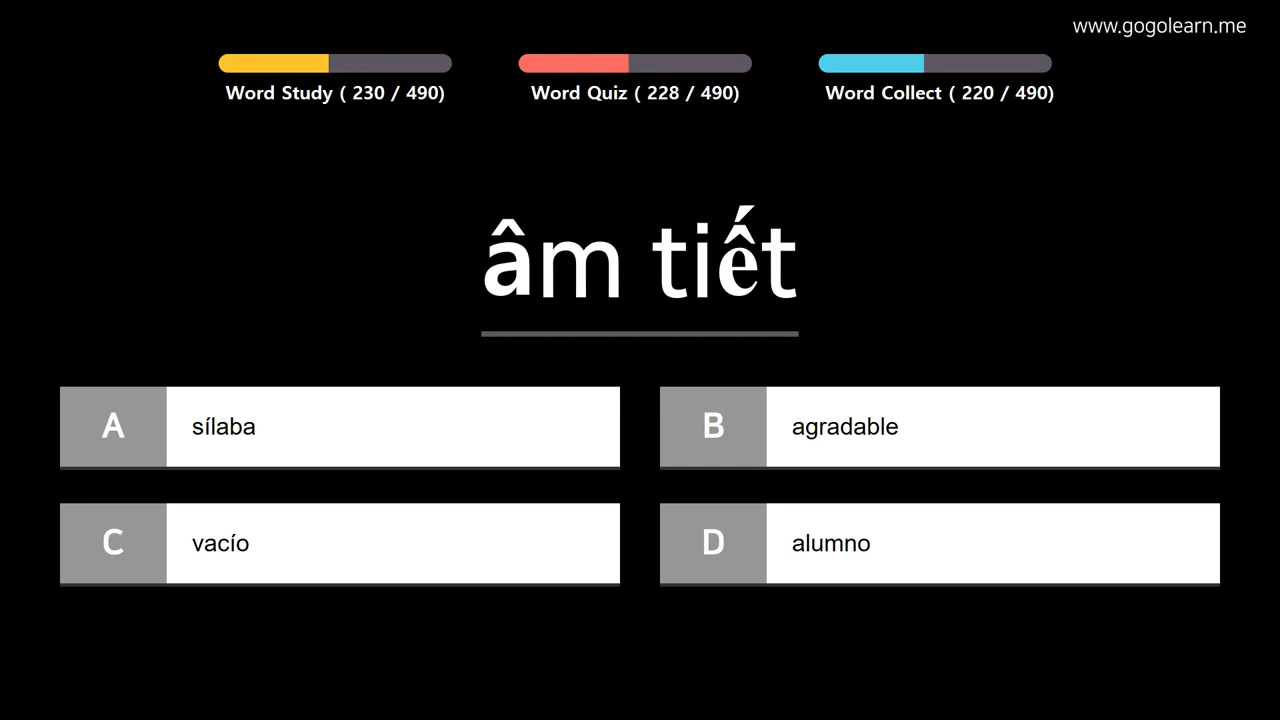 www.gogolearn.me
Word Study ( 230 / 490)
Word Quiz ( 228 / 490)
Word Collect ( 220 / 490)
âm tiết
A sílaba
B agradable
C vacío
D alumno